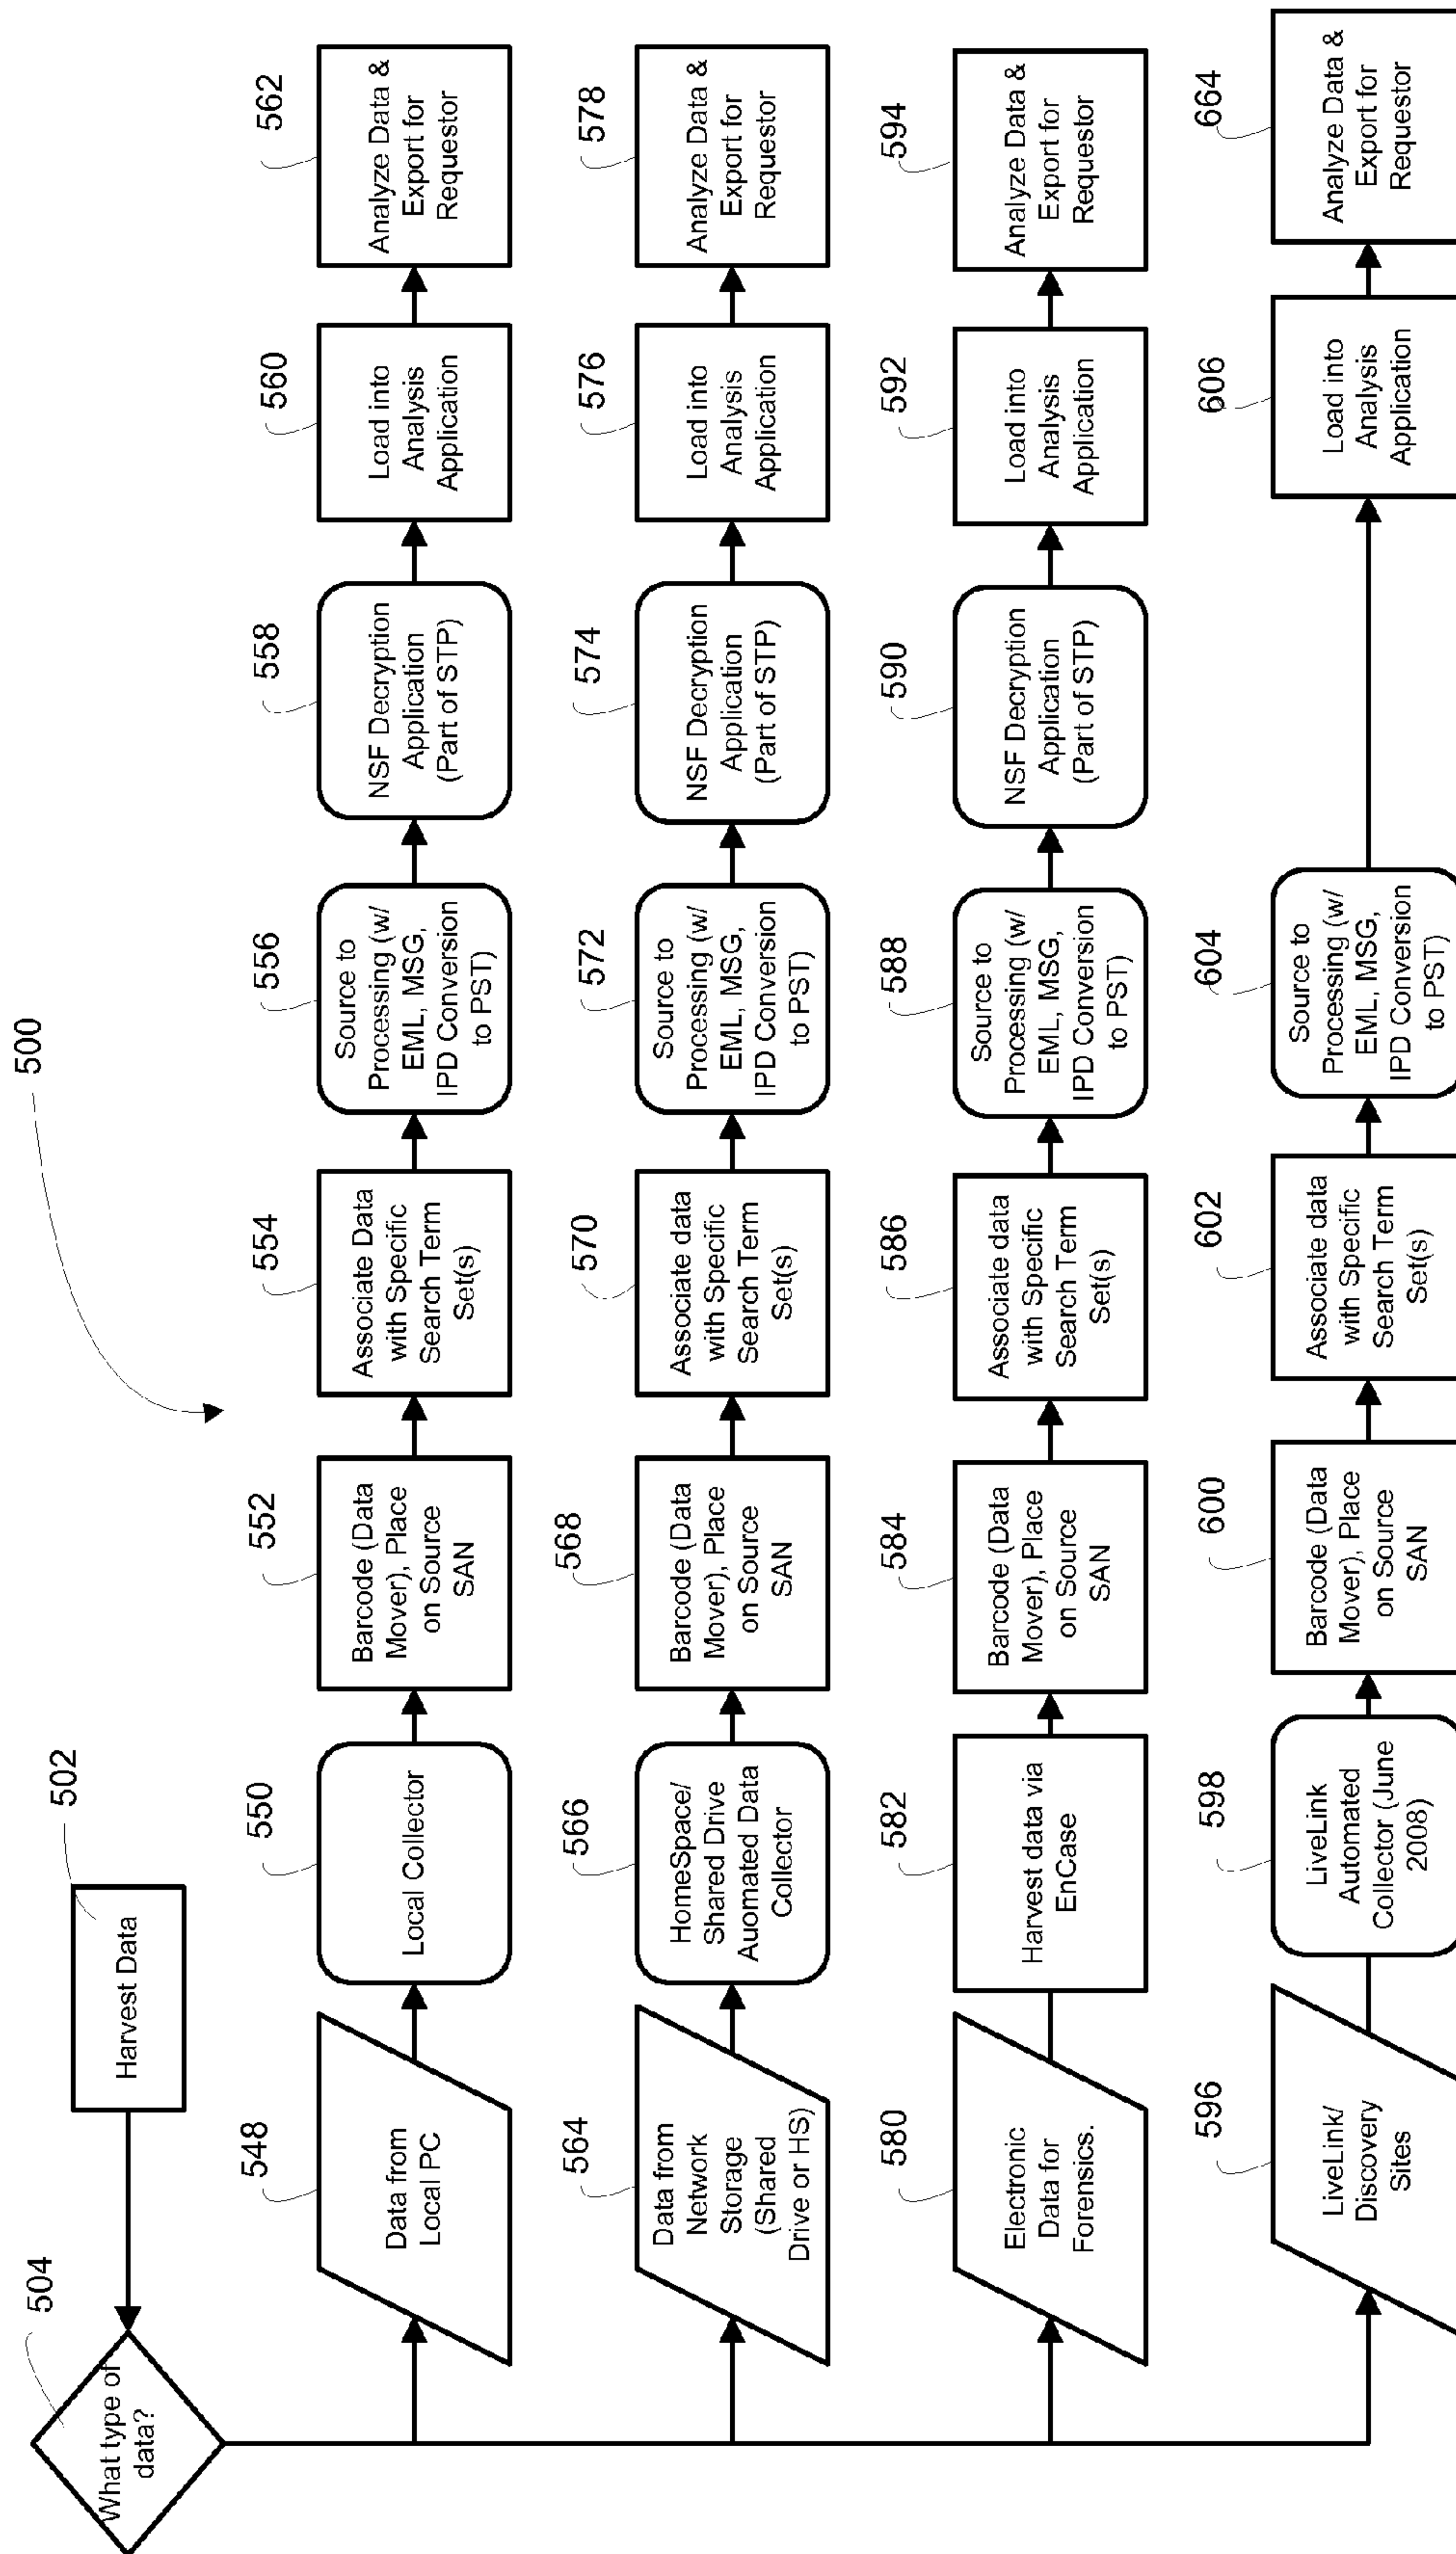 500
502
Harvest Data
504
What type of
data?
548
Data from
Local PC
550
Local Collector
552
Barcode (Data
Mover), Place
on Source
SAN
554
Associate Data
with Specific
Search Term
Set(s)
556
Source to
Processing (w/
EML, MSG,
IPD Conversion
to PST)
558
NSF Decryption
Application
(Part of STP)
560
Load into
Analysis
Application
562
Analyze Data &
Export for
Requestor
564
Data from
Network
Storage
(Shared
Drive or HS)
566
HomeSpace/
Shared Drive
Auomated Data
Collector
568
Barcode (Data
Mover), Place
on Source
SAN
570
Associate data
with Specific
Search Term
Set(s)
572
Source to
Processing (w/
EML, MSG,
IPD Conversion
to PST)
574
NSF Decryption
Application
(Part of STP)
576
Load into
Analysis
Application
578
Analyze Data &
Export for
Requestor
580
Electronic
Data for
Forensics.
582
Harvest data via
EnCase
584
Barcode (Data
Mover), Place
on Source
SAN
586
Associate data
with Specific
Search Term
Set(s)
588
Source to
Processing (w/
EML, MSG,
IPD Conversion
to PST)
590
NSF Decryption
Application
(Part of STP)
592
Load into
Analysis
Application
594
Analyze Data &
Export for
Requestor
596
LiveLink/
Discovery
Sites
598
LiveLink
Automated
Collector (June
2008)
600
Barcode (Data
Mover), Place
on Source
SAN
602
Associate data
with Specific
Search Term
Set(s)
604
Source to
Processing (w/
EML, MSG,
IPD Conversion
to PST)
606
Load into
Analysis
Application
664
Analyze Data &
Export for
Requestor